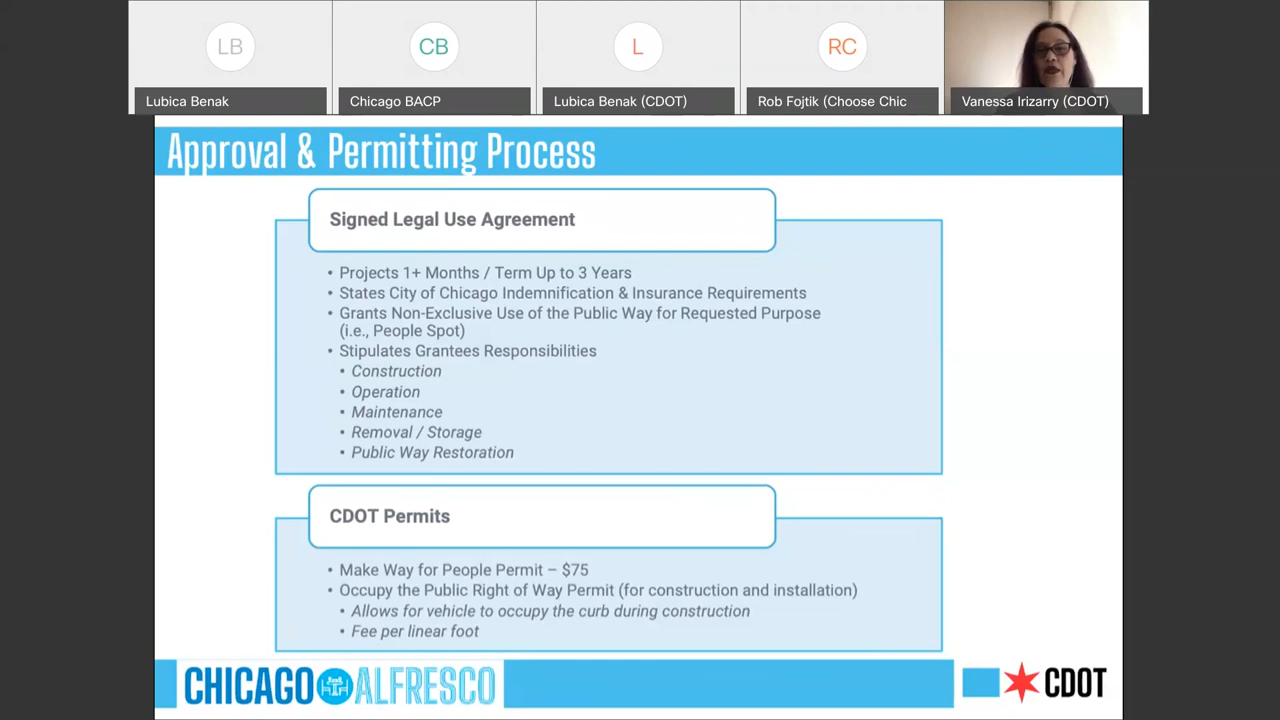 LB
CB
L
RC
Lubica Benak
Chicago BACP
Lubica Benak (CDOT)
Rob Fojtik (Choose Chic
Vanessa Irizarry (CDOT)
Approval & Permitting Process
Signed Legal Use Agreement
• Projects 1+ Months / Term Up to 3 Years
• States City of Chicago Indemnification & Insurance Requirements
• Grants Non-Exclusive Use of the Public Way for Requested Purpose
(i.e., People Spot)
• Stipulates Grantees Responsibilities
• Construction
• Operation
• Maintenance
• Removal / Storage
• Public Way Restoration
CDOT Permits
• Make Way for People Permit – $75
• Occupy the Public Right of Way Permit (for construction and installation)
• Allows for vehicle to occupy the curb during construction
• Fee per linear foot
CHICAGO ALFRESCO
CDOT